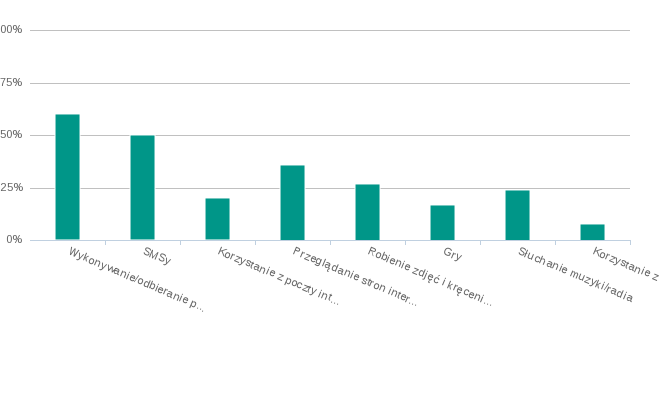 00%
75%
50%
25%
0%
Wykonywanie/odbieranie p...
SMSy
Korzystanie z poczty int...
Przeglądanie stron inter...
Robienie zdjęć i kręceni...
Gry
Słuchanie muzyki/radia
Korzystanie z